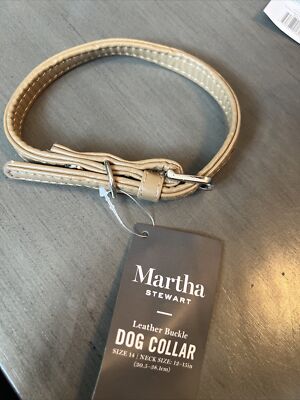 Martha
STEWART
Leather Buckle
DOG COLLAR
SIZE 14 | NECK SIZE: 12-15in
(30.5-38.1cm)